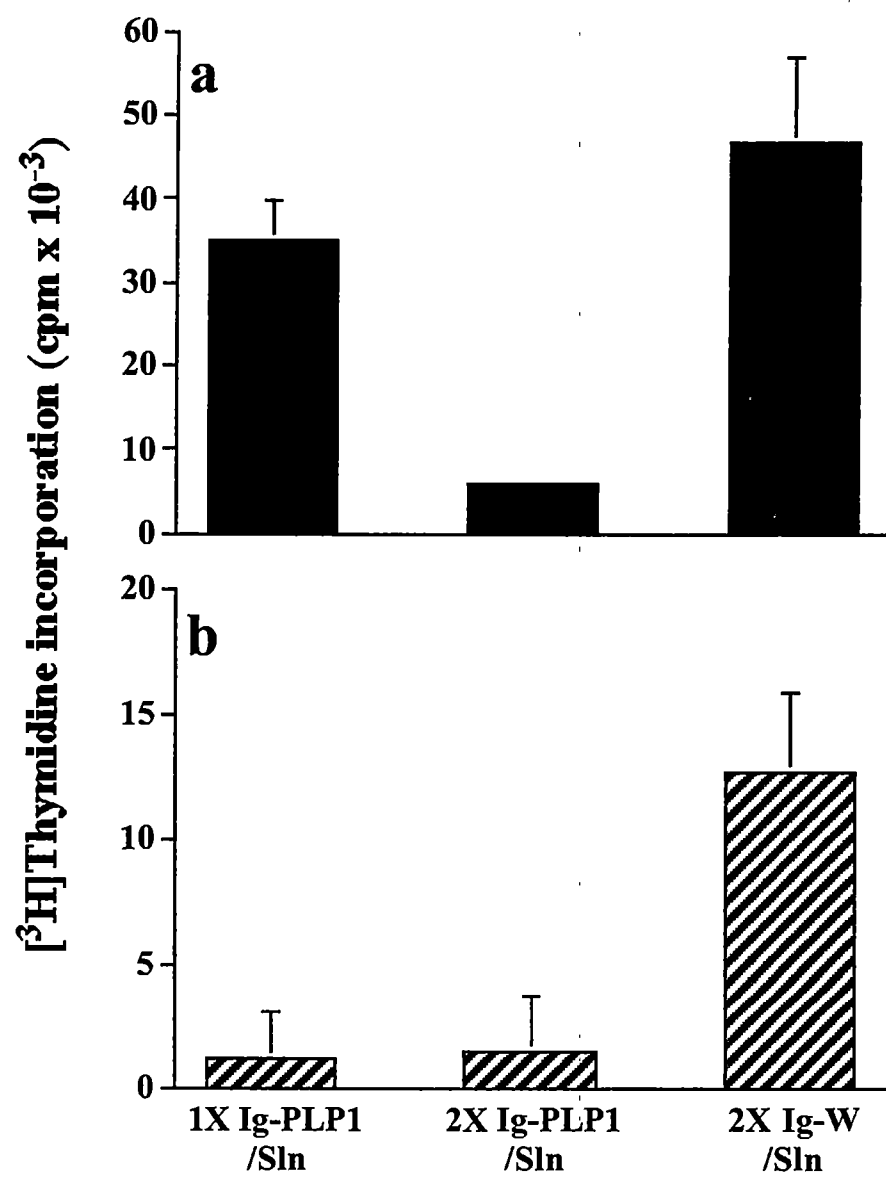 [³H]Thymidine incorporation (cpm x 10⁻³)
a
60
50
40
30
20
10
0
b
20
15
10
5
0
1X Ig-PLP1 2X Ig-PLP1 2X Ig-W
/Sln /Sln /Sln